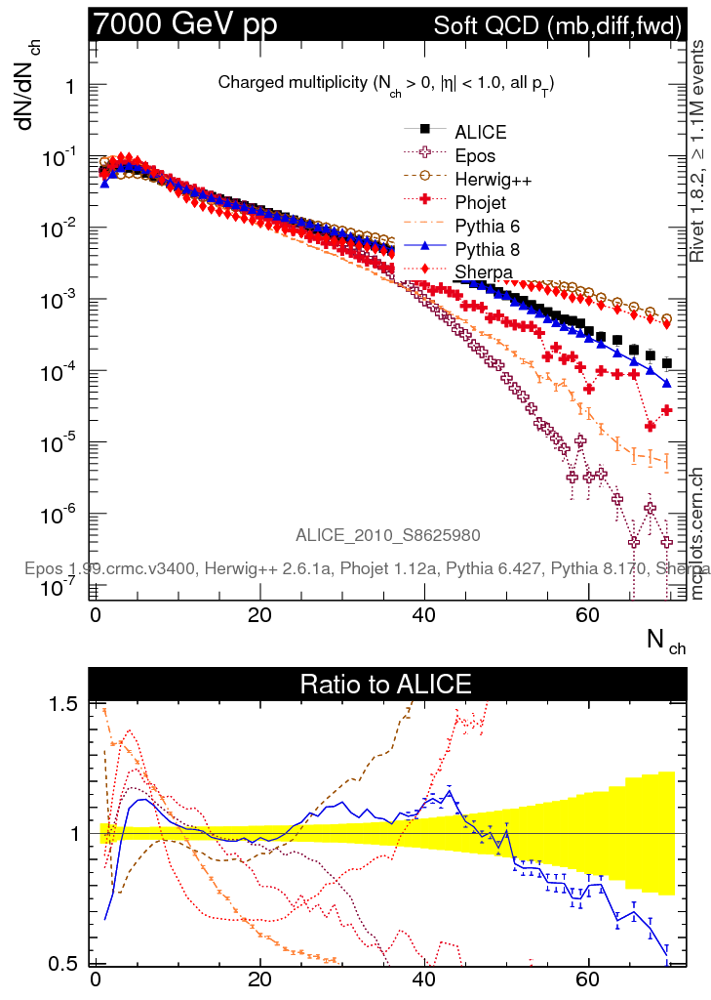 7000 GeV pp
Soft QCD (mb,diff,fwd)
dN/dN_ch
Charged multiplicity (N_ch > 0, |η| < 1.0, all p_T)
ALICE
Epos
Herwig++
Phojet
Pythia 6
Pythia 8
Sherpa
1
10^-1
10^-2
10^-3
10^-4
10^-5
10^-6
10^-7
Rivet 1.8.2, ≥ 1.1M events
mcplots.cern.ch
ALICE_2010_S8625980
Epos 1.99.crmc.v3400, Herwig++ 2.6.1a, Phojet 1.12a, Pythia 6.427, Pythia 8.170, Sherpa
0 20 40 60
N_ch
Ratio to ALICE
1.5
1
0.5
0 20 40 60